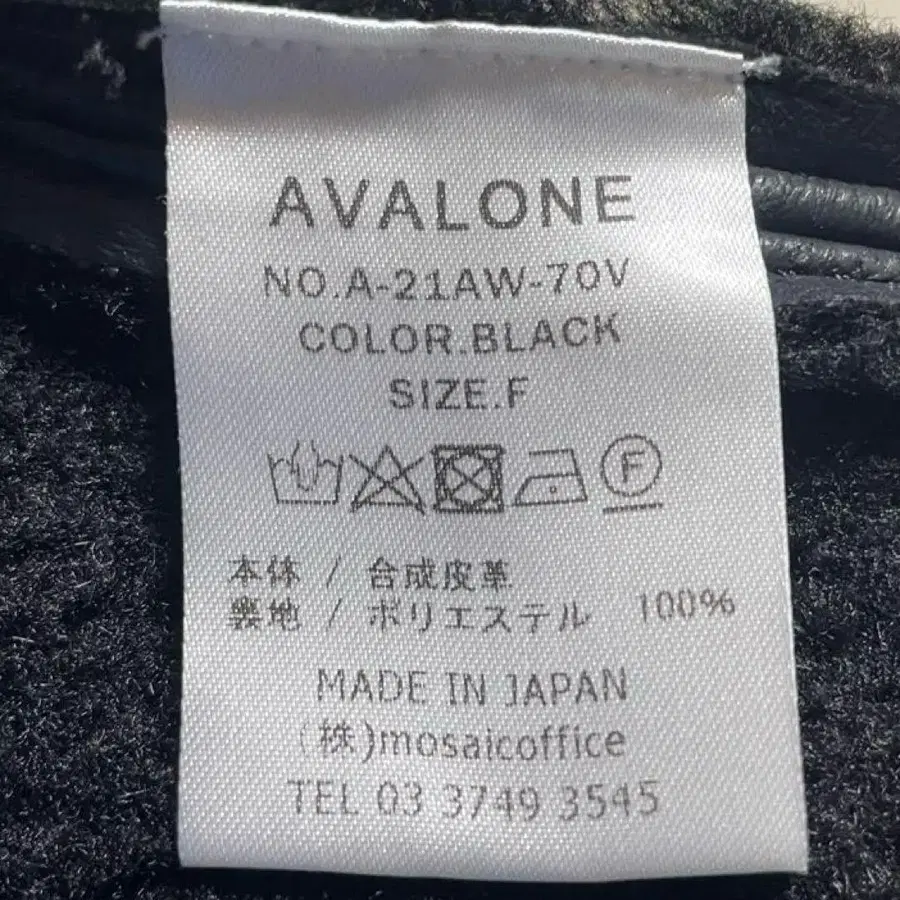 AVALONE
NO.A-21AW-70V
COLOR.BLACK
SIZE.F
F
本体 / 合成皮革
裏地 / ポリエステル 100%
MADE IN JAPAN
(株)mosaicoffice
TEL 03 3749 3545